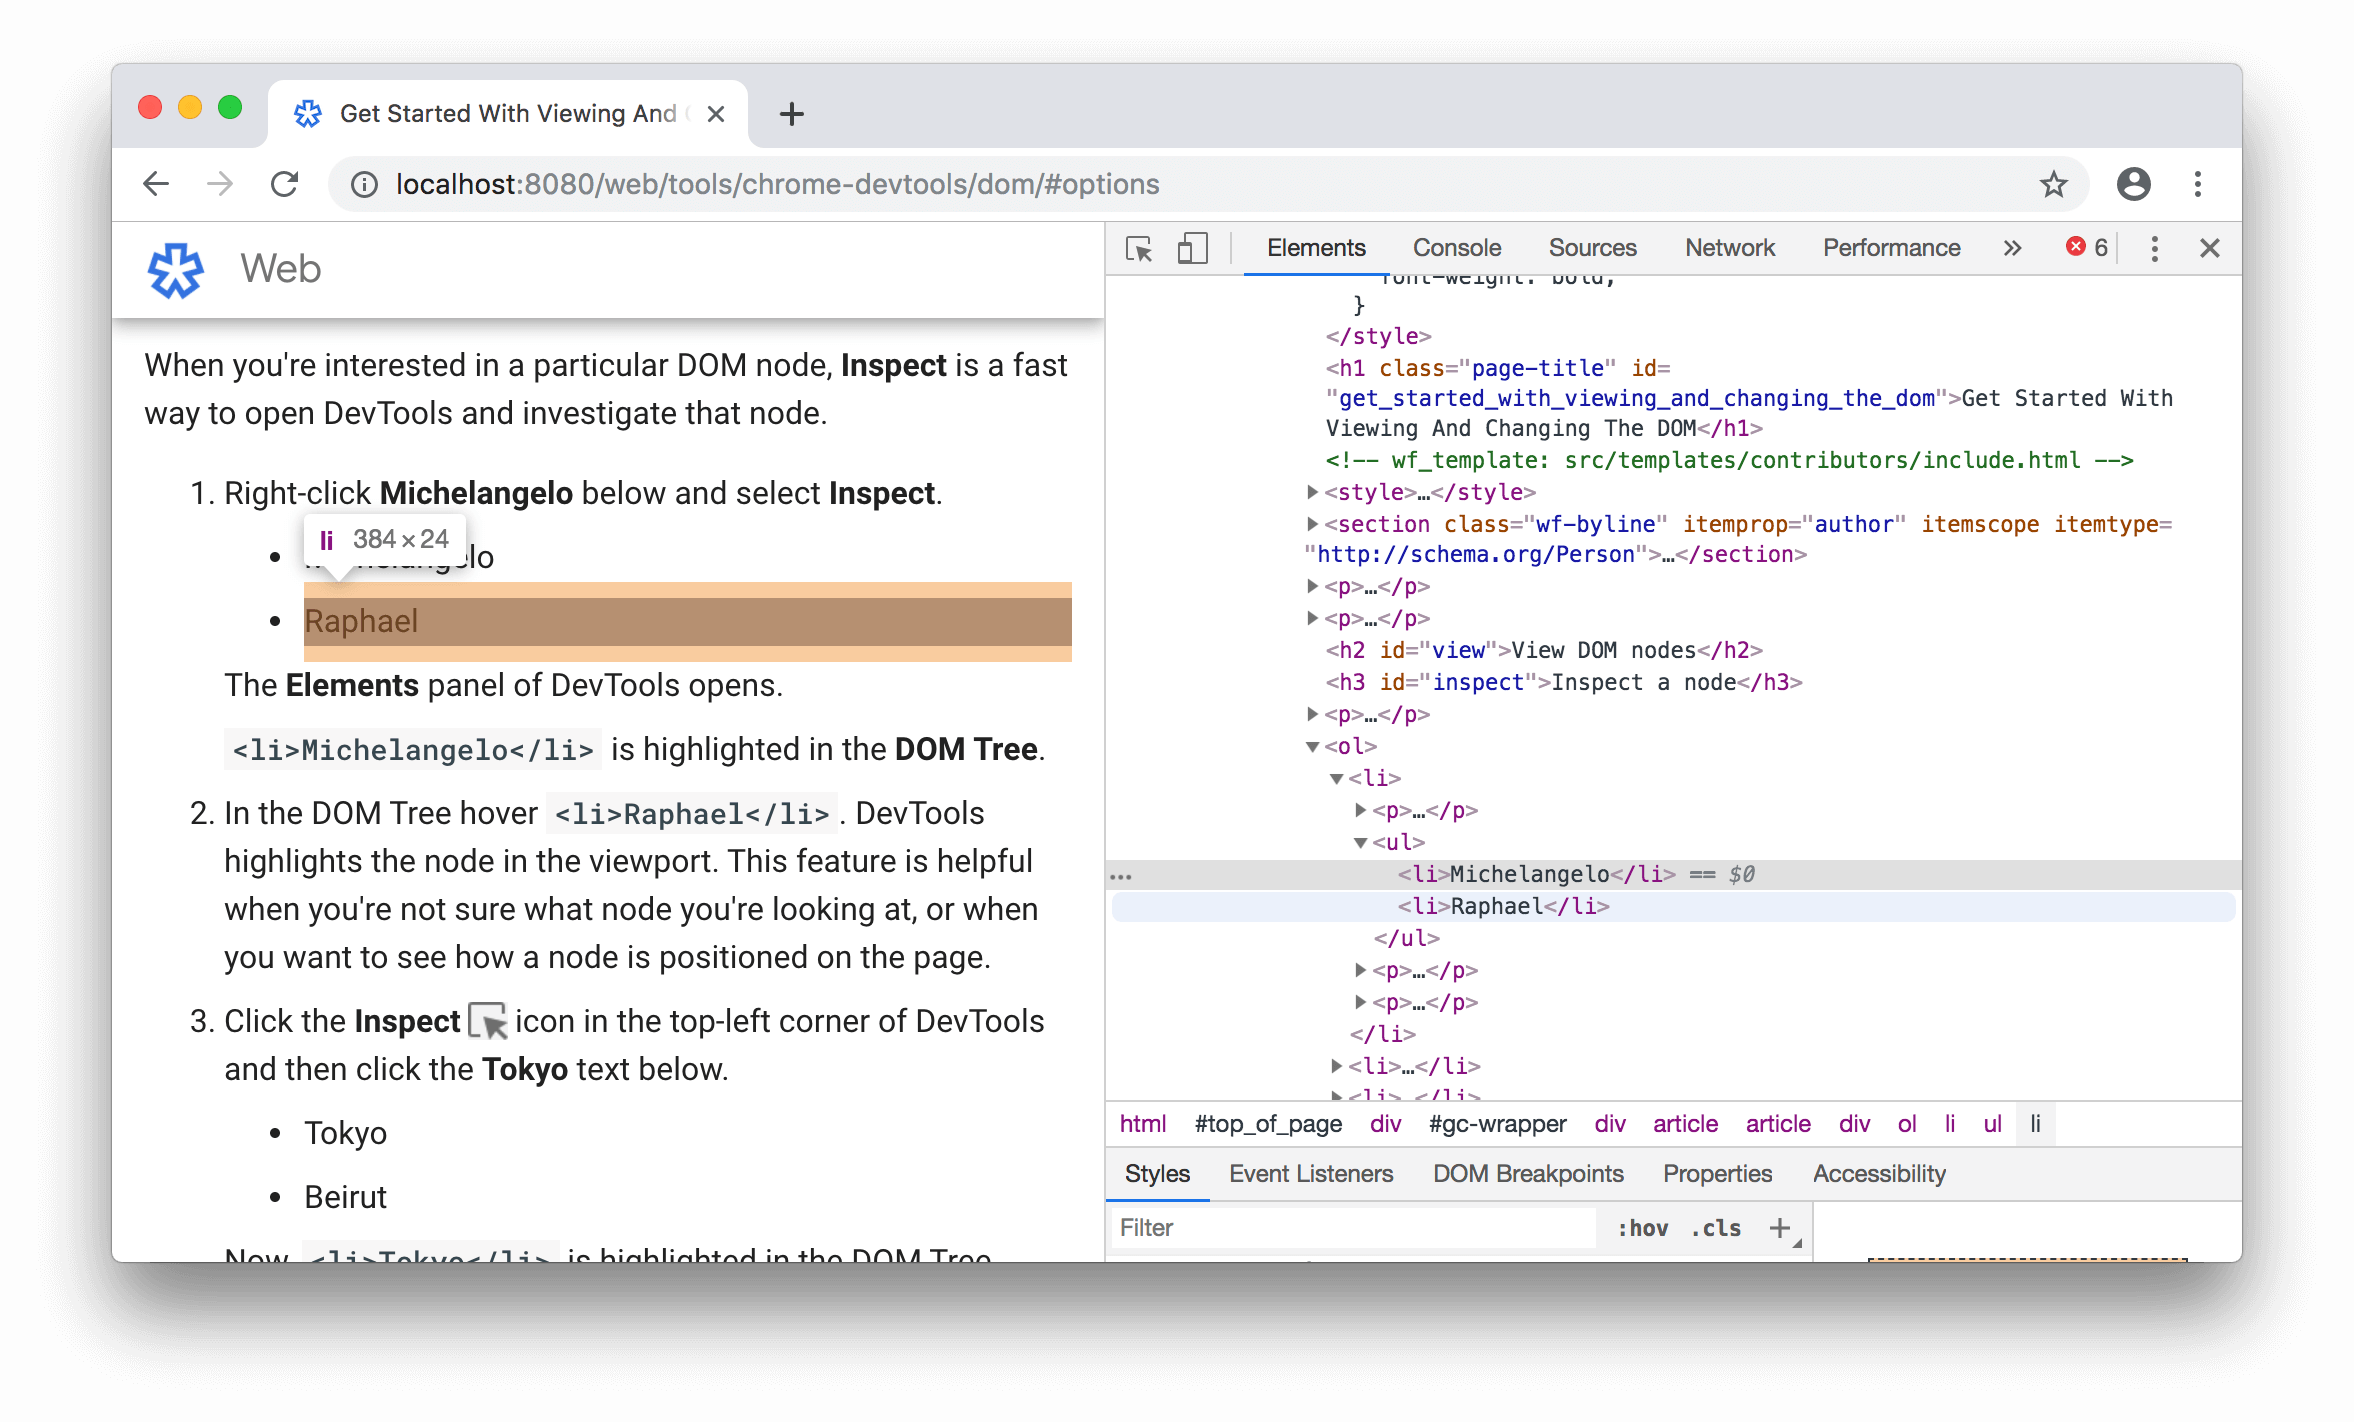 Get Started With Viewing And
localhost:8080/web/tools/chrome-devtools/dom/#options
Web
When you're interested in a particular DOM node, Inspect is a fast
way to open DevTools and investigate that node.
1. Right-click Michelangelo below and select Inspect.
li 384 × 24
• Michelangelo
• Raphael
The Elements panel of DevTools opens.
<li>Michelangelo</li> is highlighted in the DOM Tree.
2. In the DOM Tree hover <li>Raphael</li>. DevTools
highlights the node in the viewport. This feature is helpful
when you're not sure what node you're looking at, or when
you want to see how a node is positioned on the page.
3. Click the Inspect icon in the top-left corner of DevTools
and then click the Tokyo text below.
• Tokyo
• Beirut
Now <li>Tokyo</li> is highlighted in the DOM Tree
Elements Console Sources Network Performance » 6
font-weight: bold;
}
</style>
<h1 class="page-title" id=
"get_started_with_viewing_and_changing_the_dom">Get Started With
Viewing And Changing The DOM</h1>
<!-- wf_template: src/templates/contributors/include.html -->
<style>…</style>
<section class="wf-byline" itemprop="author" itemscope itemtype=
"http://schema.org/Person">…</section>
<p>…</p>
<p>…</p>
<h2 id="view">View DOM nodes</h2>
<h3 id="inspect">Inspect a node</h3>
<p>…</p>
<ol>
<li>
<p>…</p>
<ul>
… <li>Michelangelo</li> == $0
<li>Raphael</li>
</ul>
<p>…</p>
<p>…</p>
</li>
<li>…</li>
<li>…</li>
html #top_of_page div #gc-wrapper div article article div ol li ul li
Styles Event Listeners DOM Breakpoints Properties Accessibility
Filter :hov .cls +